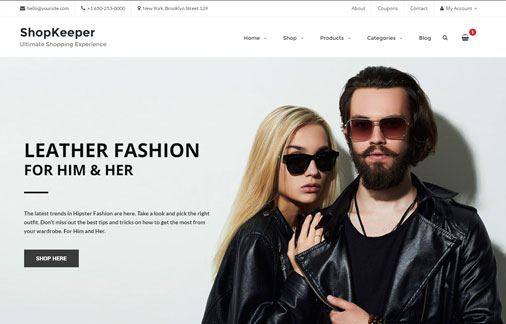 hello@yoursite.com +1 650-253-0000 New York, Brooklyn Street 129 About Coupons Contact My Account
ShopKeeper
Ultimate Shopping Experience
Home Shop Products Categories Blog 1
LEATHER FASHION
FOR HIM & HER
The latest trends in Hipster Fashion are here. Take a look and pick the right
outfit. Don't miss out the best tips and tricks on how to get the most from
your wardrobe. For Him and Her.
SHOP HERE